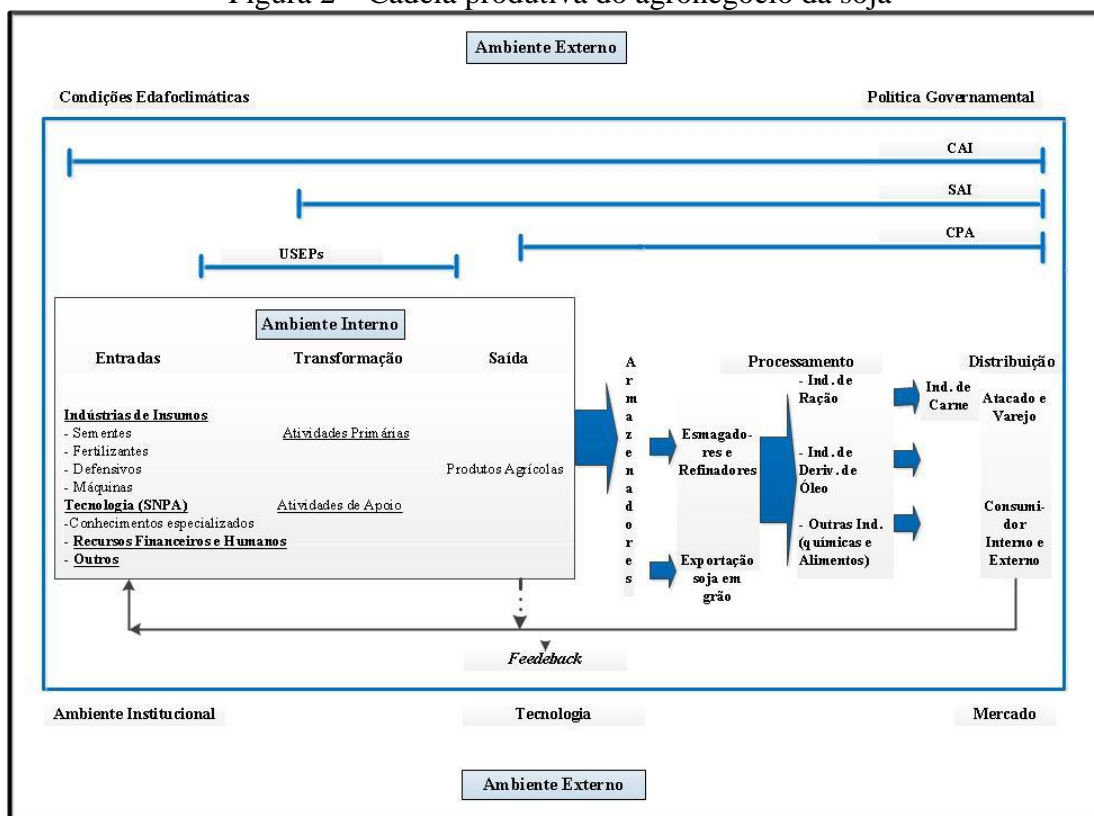 Figura 2 – Cadeia produtiva do agronegócio da soja
Ambiente Externo
Condições Edafoclimáticas
Política Governamental
CAI
SAI
CPA
USEPs
Ambiente Interno
Entradas
Transformação
Saída
Indústrias de Insumos
- Sementes
- Fertilizantes
- Defensivos
- Máquinas
Tecnologia (SNPA)
-Conhecimentos especializados
- Recursos Financeiros e Humanos
- Outros
Atividades Primárias
Atividades de Apoio
Produtos Agrícolas
Armazenadores
Esmagado-
res e
Refinadores
Exportação
soja em
grão
Processamento
- Ind. de
Ração
- Ind. de
Deriv. de
Óleo
- Outras Ind.
(químicas e
Alimentos)
Ind. de
Carne
Distribuição
Atacado e
Varejo
Consumi-
dor
Interno e
Externo
Feedeback
Ambiente Institucional
Tecnologia
Mercado
Ambiente Externo